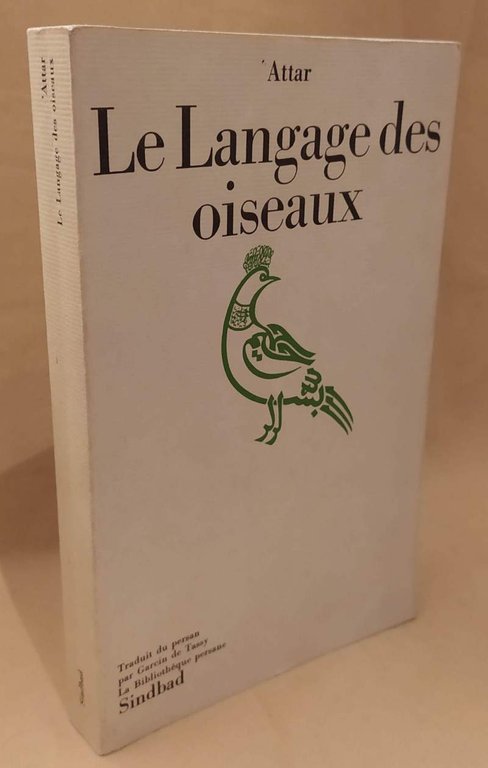 'Attar
Le Langage des
oiseaux
Traduit du persan
par Garcin de Tassy
La Bibliothèque persane
Sindbad
'Attar
Le Langage des oiseaux
Sindbad